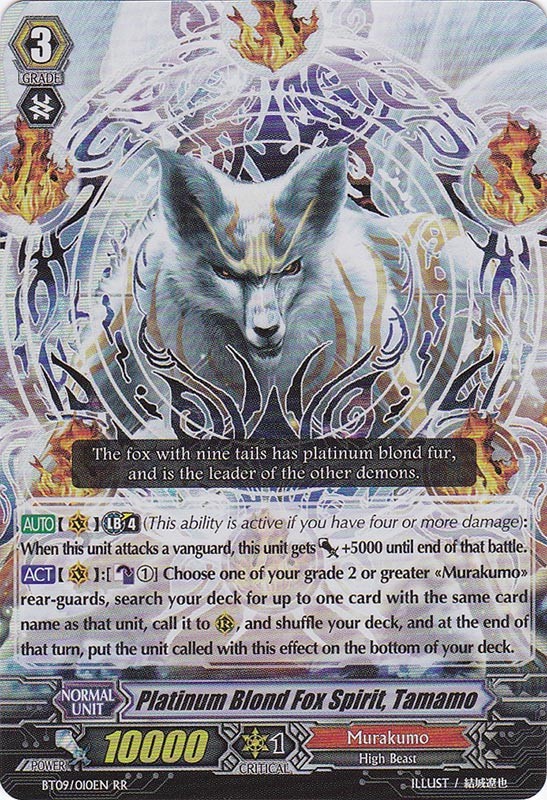 3
GRADE
The fox with nine tails has platinum blond fur,
and is the leader of the other demons.
AUTO【 】LB4 (This ability is active if you have four or more damage):
When this unit attacks a vanguard, this unit gets +5000 until end of that battle.
ACT【 】:[ ①] Choose one of your grade 2 or greater «Murakumo»
rear-guards, search your deck for up to one card with the same card
name as that unit, call it to R, and shuffle your deck, and at the end of
that turn, put the unit called with this effect on the bottom of your deck.
NORMAL
UNIT
Platinum Blond Fox Spirit, Tamamo
POWER
10000
1
CRITICAL
Murakumo
High Beast
BT09/010EN RR
ILLUST / 結城遼也